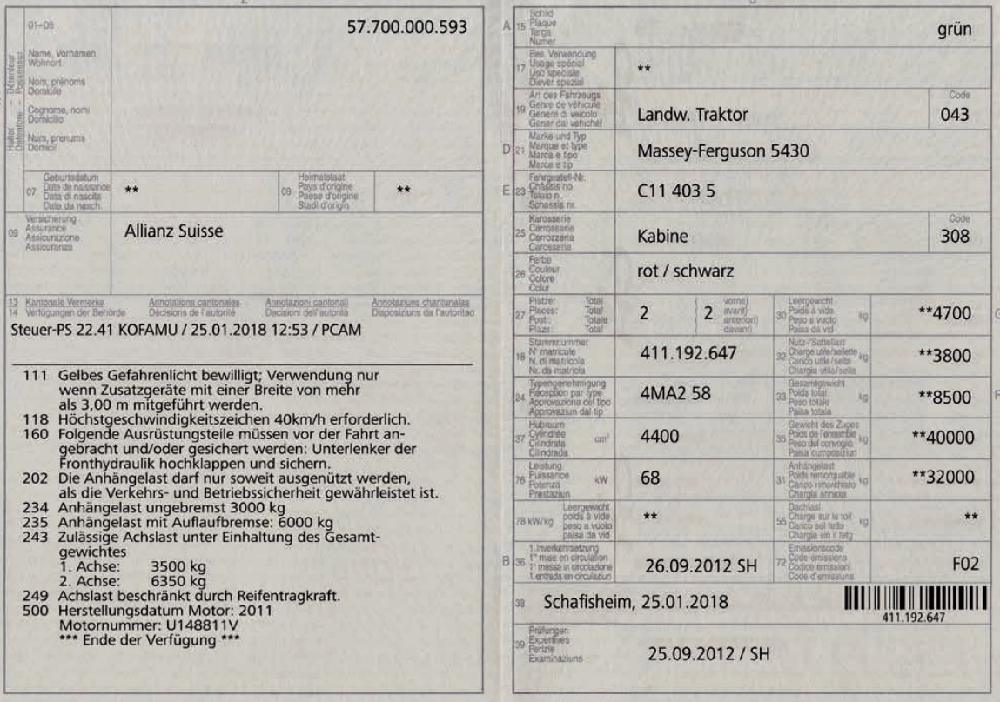 01-06
57.700.000.593
Halter - Détenteur
Detentore - Possessur
Name, Vornamen
Wohnort
Nom, prénoms
Domicile
Cognome, nomi
Domicilio
Num, prenums
Domicil
07
Geburtsdatum
Date de naissance
Data di nascita
Data da nasch.
**
08
Heimatstaat
Pays d'origine
Paese d'origine
Stadi d'origin
**
09
Versicherung
Assurance
Assicurazione
Assicuranza
Allianz Suisse
13 Kantonale Vermerke Annotations cantonales Annotazioni cantonali Annotaziuns chantunalas
14 Verfügungen der Behörde Décisions de l'autorité Decisioni dell'autorità Disposiziuns da l'autoritad
Steuer-PS 22.41 KOFAMU / 25.01.2018 12:53 / PCAM
111 Gelbes Gefahrenlicht bewilligt; Verwendung nur
wenn Zusatzgeräte mit einer Breite von mehr
als 3,00 m mitgeführt werden.
118 Höchstgeschwindigkeitszeichen 40km/h erforderlich.
160 Folgende Ausrüstungsteile müssen vor der Fahrt an-
gebracht und/oder gesichert werden: Unterlenker der
Fronthydraulik hochklappen und sichern.
202 Die Anhängelast darf nur soweit ausgenützt werden,
als die Verkehrs- und Betriebssicherheit gewährleistet ist.
234 Anhängelast ungebremst 3000 kg
235 Anhängelast mit Auflaufbremse: 6000 kg
243 Zulässige Achslast unter Einhaltung des Gesamt-
gewichtes
1. Achse: 3500 kg
2. Achse: 6350 kg
249 Achslast beschränkt durch Reifentragkraft.
500 Herstellungsdatum Motor: 2011
Motornummer: U148811V
*** Ende der Verfügung ***
A 15
Schild
Plaque
Targa
Numer
grün
17
Bes. Verwendung
Usage spécial
Uso speciale
Diever spezial
**
19
Art des Fahrzeugs
Genre de véhicule
Genere di veicolo
Gener dal vehichel
Landw. Traktor
Code
043
D 21
Marke und Typ
Marque et type
Marca e tipo
Marca e tip
Massey-Ferguson 5430
E 23
Fahrgestell-Nr.
Châssis no
Telaio n.
Schassis nr.
C11 403 5
25
Karosserie
Carrosserie
Carrozzeria
Carosseria
Kabine
Code
308
26
Farbe
Couleur
Colore
Colur
rot / schwarz
27
Plätze: Total
Places: Total
Posti: Totale
Plazs: Total
2
2
vorne)
avant)
anteriori)
davant)
30
Leergewicht
Poids à vide
Peso a vuoto
Paisa da vid
kg
**4700
18
Stammnummer
N° matricule
N. di matricola
Nr. da matricla
411.192.647
32
Nutz-/Sattellast
Charge utile/sellette
Carico utile/sella
Chargia utila/sella
kg
**3800
24
Typengenehmigung
Réception par type
Approvazione del tipo
Approvaziun dal tip
4MA2 58
33
Gesamtgewicht
Poids total
Peso totale
Paisa totala
kg
**8500
37
Hubraum
Cylindrée
Cilindrata
Cilindrada
cm³
4400
35
Gewicht des Zuges
Poids de l'ensemble
Peso del convoglio
Paisa cumposiziun
kg
**40000
76
Leistung
Puissance
Potenza
Prestaziun
kW
68
31
Anhängelast
Poids remorquable
Carico rimorchiato
Chargia annexa
kg
**32000
78 kW/kg
Leergewicht
poids à vide
peso a vuoto
paisa da vid
**
55
Dachlast
Charge sur le toit
Carico sul tetto
Chargia sin il tetg
kg
**
B 36
1. Inverkehrsetzung
1re mise en circulation
1a messa in circolazione
1. entrada en circulaziun
26.09.2012 SH
72
Emissionscode
Code émissions
Codice emissioni
Code d'emissiuns
F02
38
Schafisheim, 25.01.2018
411.192.647
39
Prüfungen
Expertises
Perizie
Examinaziuns
25.09.2012 / SH